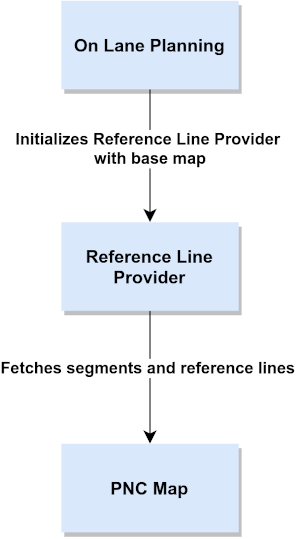 On Lane Planning
Initializes Reference Line Provider
with base map
Reference Line
Provider
Fetches segments and reference lines
PNC Map